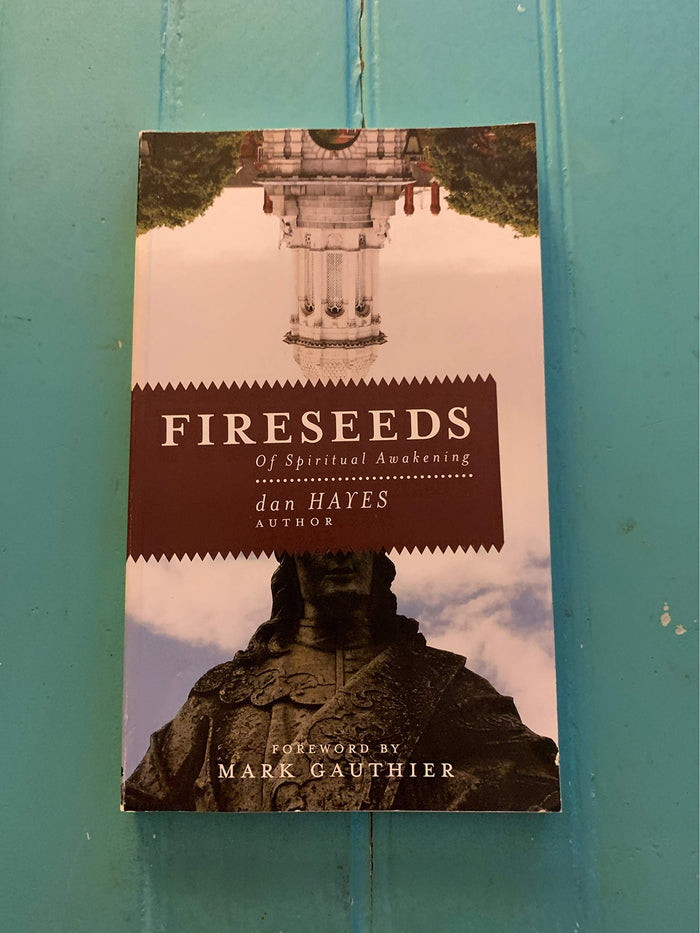 FIRESEEDS
Of Spiritual Awakening
dan HAYES
AUTHOR
FOREWORD BY
MARK GAUTHIER